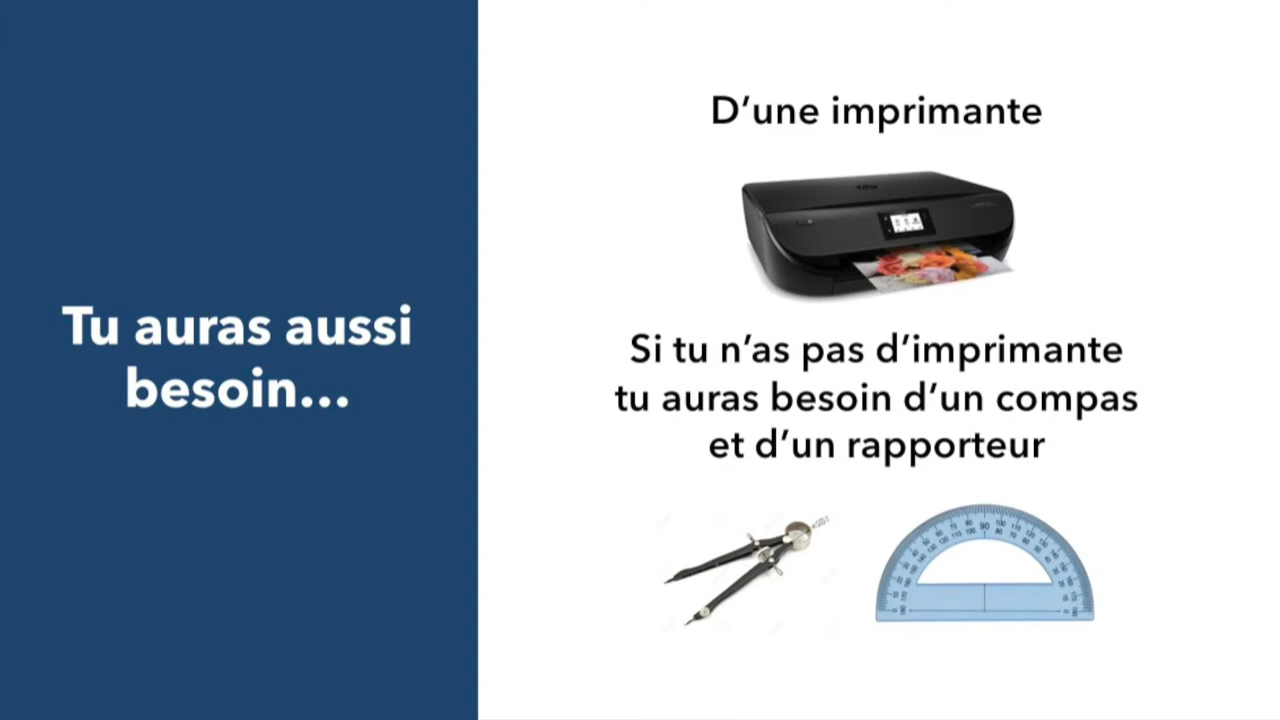 Tu auras aussi
besoin...
D’une imprimante
Si tu n’as pas d’imprimante
tu auras besoin d’un compas
et d’un rapporteur